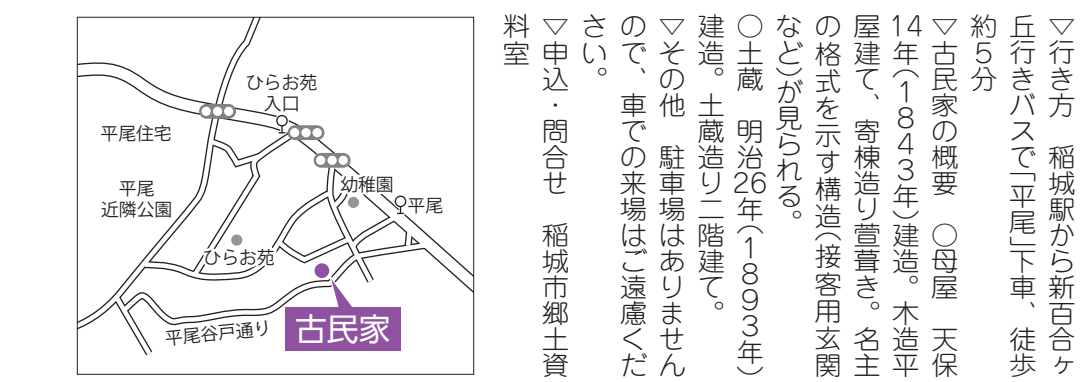 ▽行き方　稲城駅から新百合ヶ
丘行きバスで「平尾」下車、徒歩
約5分
▽古民家の概要　○母屋　天保
14年（1843年）建造。木造平
屋建て、寄棟造り萱葺き。名主
の格式を示す構造（接客用玄関
など）が見られる。
○土蔵　明治26年（1893年）
建造。土蔵造り二階建て。
▽その他　駐車場はありません
ので、車での来場はご遠慮くだ
さい。
▽申込・問合せ　稲城市郷土資
料室
ひらお苑
入口
平尾住宅
平尾
近隣公園
幼稚園
平尾
ひらお苑
平尾谷戸通り
古民家